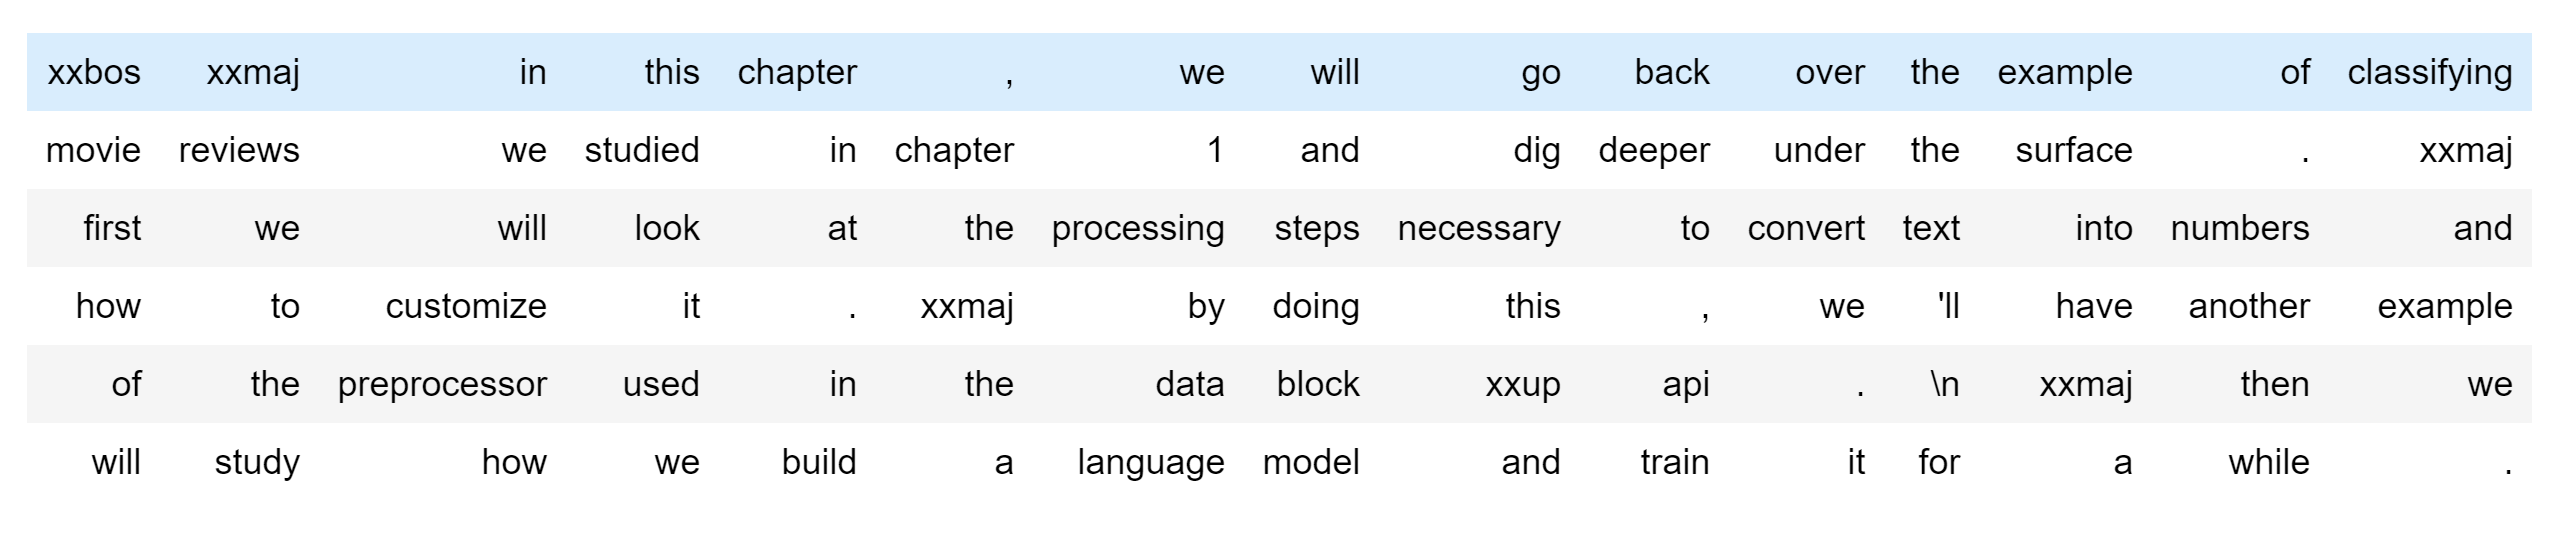 xxbos xxmaj in this chapter , we will go back over the example of classifying
movie reviews we studied in chapter 1 and dig deeper under the surface . xxmaj
first we will look at the processing steps necessary to convert text into numbers and
how to customize it . xxmaj by doing this , we 'll have another example
of the preprocessor used in the data block xxup api . \n xxmaj then we
will study how we build a language model and train it for a while .